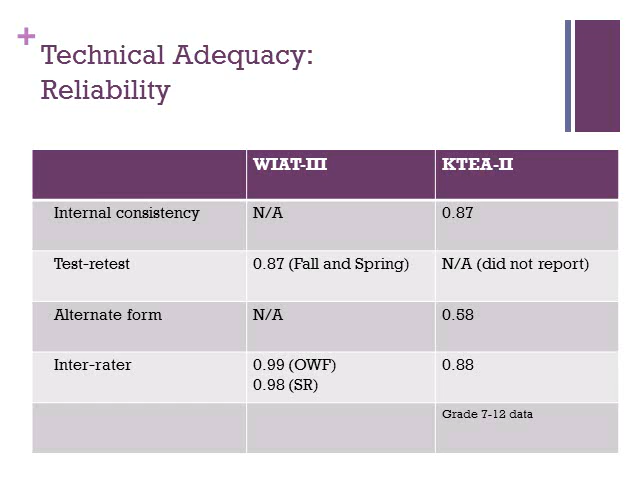 +
Technical Adequacy:
Reliability
WIAT-III KTEA-II
Internal consistency N/A 0.87
Test-retest 0.87 (Fall and Spring) N/A (did not report)
Alternate form N/A 0.58
Inter-rater 0.99 (OWF) 0.88
0.98 (SR)
Grade 7-12 data